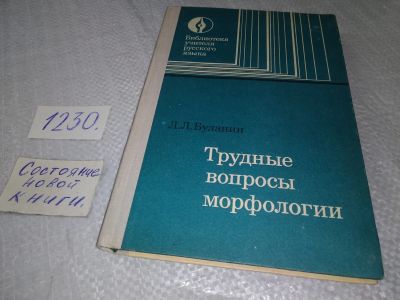 Библиотека
учителя
русского
языка
Л.Л.Буланин
Трудные
вопросы
морфологии
1230.
Состояние
новой
книги.